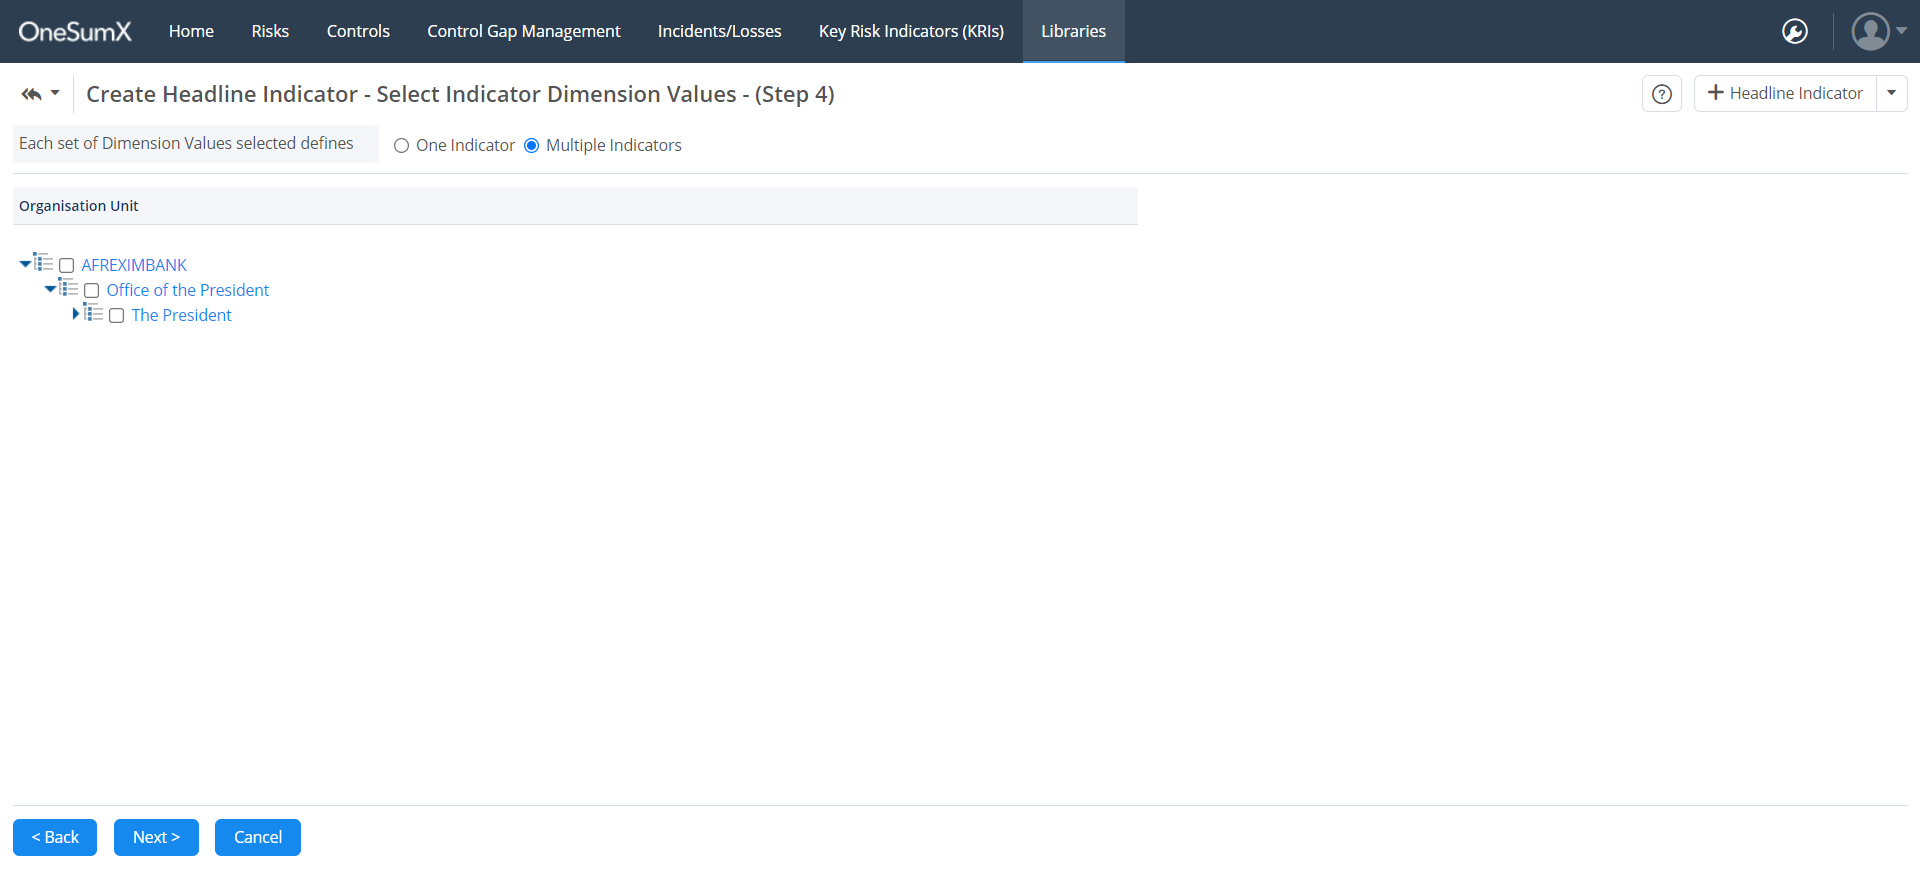 OneSumX Home Risks Controls Control Gap Management Incidents/Losses Key Risk Indicators (KRIs) Libraries
Create Headline Indicator - Select Indicator Dimension Values - (Step 4)
? + Headline Indicator
Each set of Dimension Values selected defines One Indicator Multiple Indicators
Organisation Unit
AFREXIMBANK
Office of the President
The President
< Back Next > Cancel